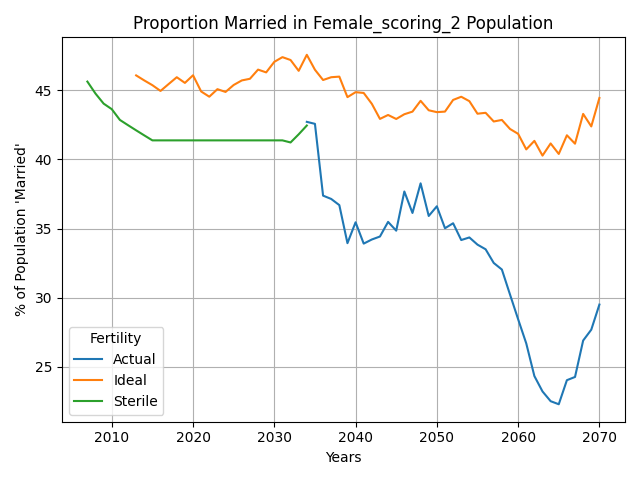 Proportion Married in Female_scoring_2 Population
% of Population 'Married'
45
40
35
30
25
Fertility
Actual
Ideal
Sterile
2010 2020 2030 2040 2050 2060 2070
Years